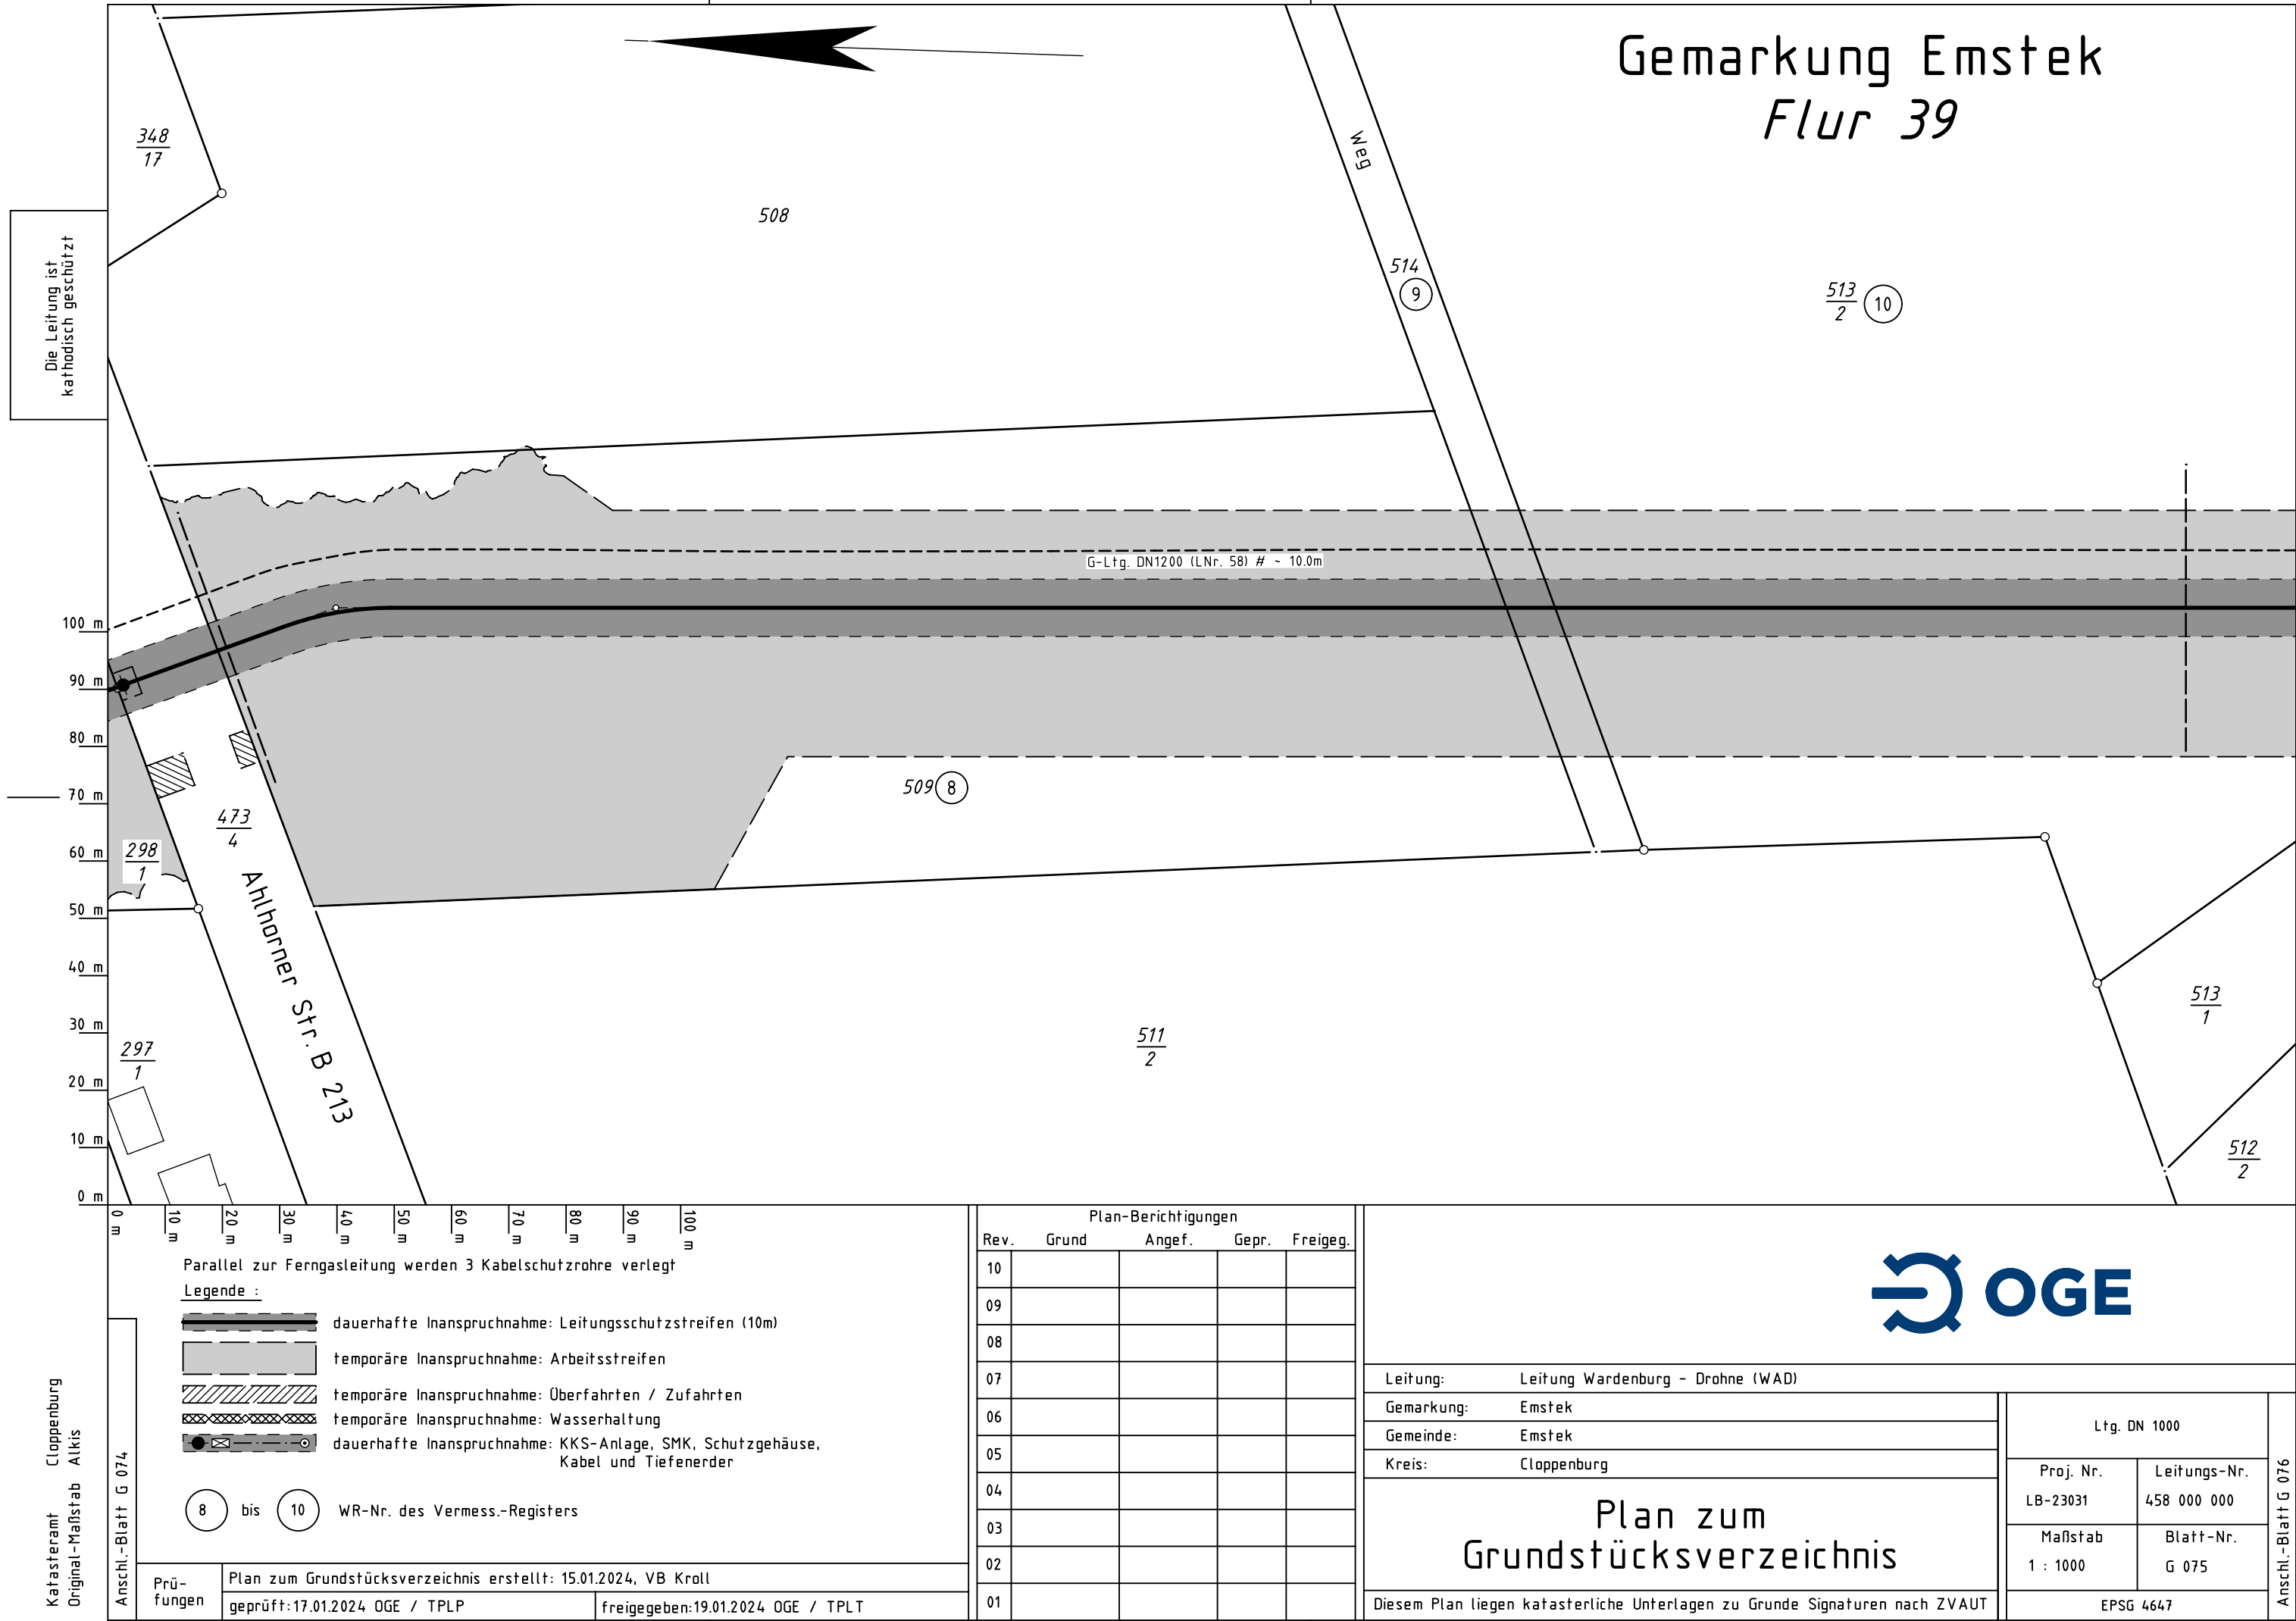 Gemarkung Emstek
Flur 39
348
17
508
Weg
514
9
513
2
10
Die Leitung ist
kathodisch geschützt
G-Ltg. DN1200 (LNr. 58) # ~ 10.0m
100 m
90 m
80 m
70 m
60 m
50 m
40 m
30 m
20 m
10 m
0 m
509
8
473
4
298
1
Ahlhorner Str. B 213
297
1
511
2
513
1
512
2
0 m
10 m
20 m
30 m
40 m
50 m
60 m
70 m
80 m
90 m
100 m
Parallel zur Ferngasleitung werden 3 Kabelschutzrohre verlegt
Legende :
dauerhafte Inanspruchnahme: Leitungsschutzstreifen (10m)
temporäre Inanspruchnahme: Arbeitsstreifen
temporäre Inanspruchnahme: Überfahrten / Zufahrten
temporäre Inanspruchnahme: Wasserhaltung
dauerhafte Inanspruchnahme: KKS-Anlage, SMK, Schutzgehäuse,
Kabel und Tiefenerder
8 bis 10 WR-Nr. des Vermess.-Registers
Katasteramt Cloppenburg
Original-Maßstab Alkis
Anschl.-Blatt G 074
Prü-
fungen
Plan zum Grundstücksverzeichnis erstellt: 15.01.2024, VB Kroll
geprüft:17.01.2024 OGE / TPLP
freigegeben:19.01.2024 OGE / TPLT
Plan-Berichtigungen
Rev. Grund Angef. Gepr. Freigeg.
10
09
08
07
06
05
04
03
02
01
OGE
Leitung: Leitung Wardenburg - Drohne (WAD)
Gemarkung: Emstek
Gemeinde: Emstek
Kreis: Cloppenburg
Plan zum
Grundstücksverzeichnis
Diesem Plan liegen katasterliche Unterlagen zu Grunde Signaturen nach ZVAUT
Ltg. DN 1000
Proj. Nr.
LB-23031
Leitungs-Nr.
458 000 000
Maßstab
1 : 1000
Blatt-Nr.
G 075
EPSG 4647
Anschl.-Blatt G 076